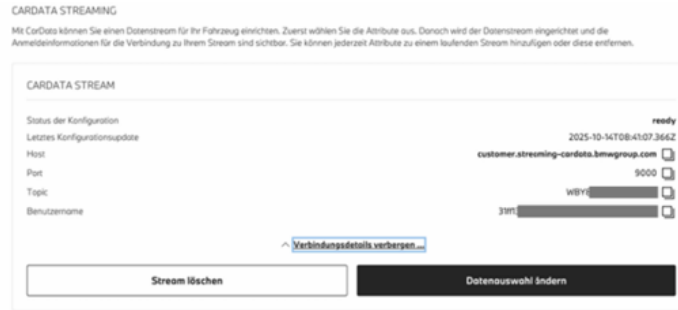 CARDATA STREAMING
Mit CarData können Sie einen Datenstream für Ihr Fahrzeug einrichten. Zuerst wählen Sie die Attribute aus. Danach wird der Datenstream eingerichtet und die
Anmeldeinformationen für die Verbindung zu Ihrem Stream sind sichtbar. Sie können jederzeit Attribute zu einem laufenden Stream hinzufügen oder diese entfernen.
CARDATA STREAM
Status der Konfiguration ready
Letztes Konfigurationsupdate 2025-10-14T08:41:07.366Z
Host customer.streaming-cardata.bmwgroup.com
Port 9000
Topic
Benutzername
Verbindungsdetails verbergen ...
Stream löschen Datenauswahl ändern